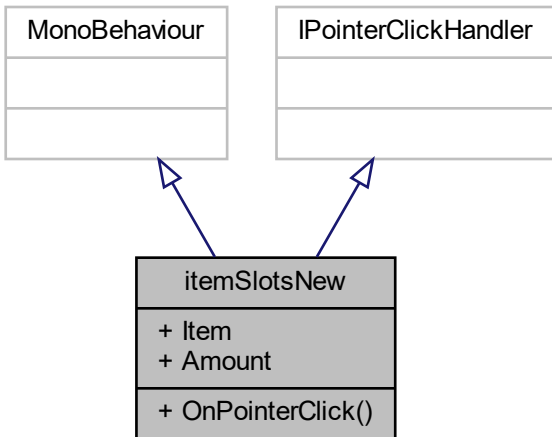 MonoBehaviour
IPointerClickHandler
itemSlotsNew
+ Item
+ Amount
+ OnPointerClick()